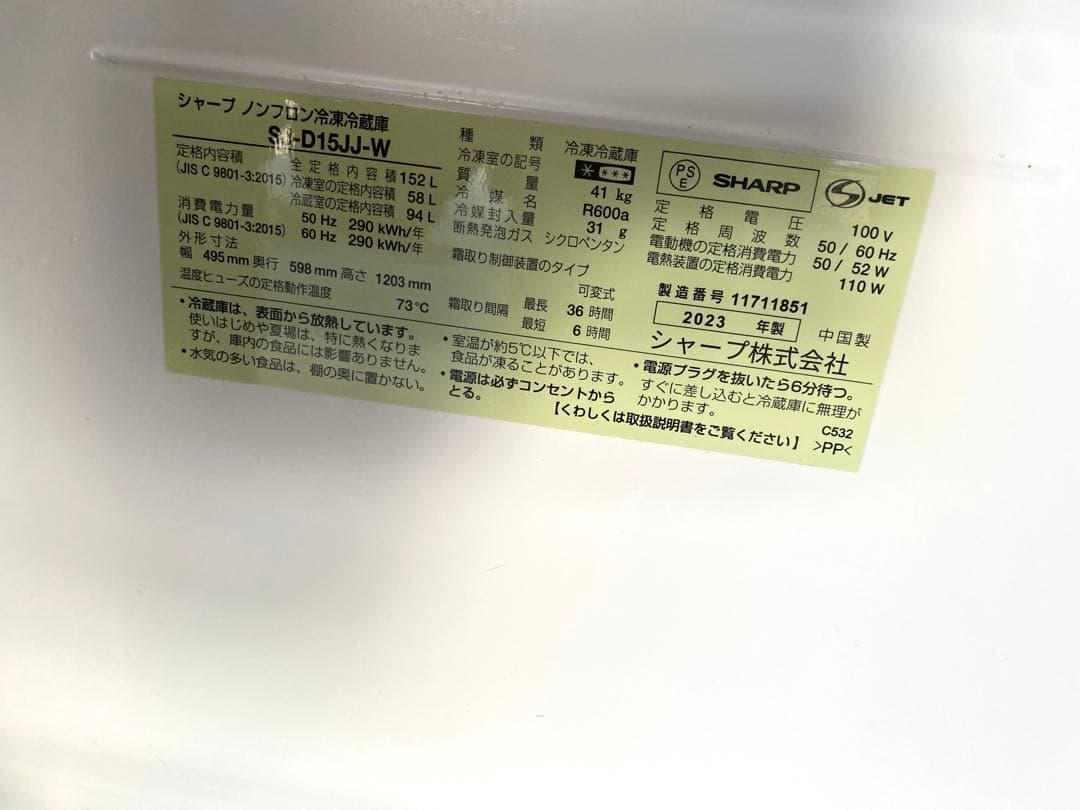 シャープ ノンフロン冷凍冷蔵庫
-D15JJ-W
定格内容積
(JIS C 9801-3:2015)
全定格内容積 152 L
冷凍室の定格内容積 58 L
冷蔵室の定格内容積 94 L
消費電力量
(JIS C 9801-3:2015)
50 Hz 290 kWh/年
60 Hz 290 kWh/年
外形寸法
幅 495 mm 奥行 598 mm 高さ 1203 mm
温度ヒューズの定格動作温度 73℃
種類 冷凍冷蔵庫
冷凍室の記号 * ***
質量 41 kg
冷媒名 R600a
冷媒封入量 31 g
断熱発泡ガス シクロペンタン
霜取り制御装置のタイプ
可変式
霜取り間隔 最長 36 時間
最短 6 時間
PS
E
SHARP
JET
定格電圧 100 V
定格周波数 50 / 60 Hz
電動機の定格消費電力 50 / 52 W
電熱装置の定格消費電力 110 W
製造番号 11711851
2023 年製
中国製
シャープ株式会社
・冷蔵庫は、表面から放熱しています。
使いはじめや夏場は、特に熱くなりま
すが、庫内の食品には影響ありません。
・水気の多い食品は、棚の奥に置かない。
・室温が約5℃以下では、
食品が凍ることがあります。
・電源は必ずコンセントから
とる。
・電源プラグを抜いたら6分待つ。
すぐに差し込むと冷蔵庫に無理が
かかります。
【くわしくは取扱説明書をご覧ください】
C532
>PP<